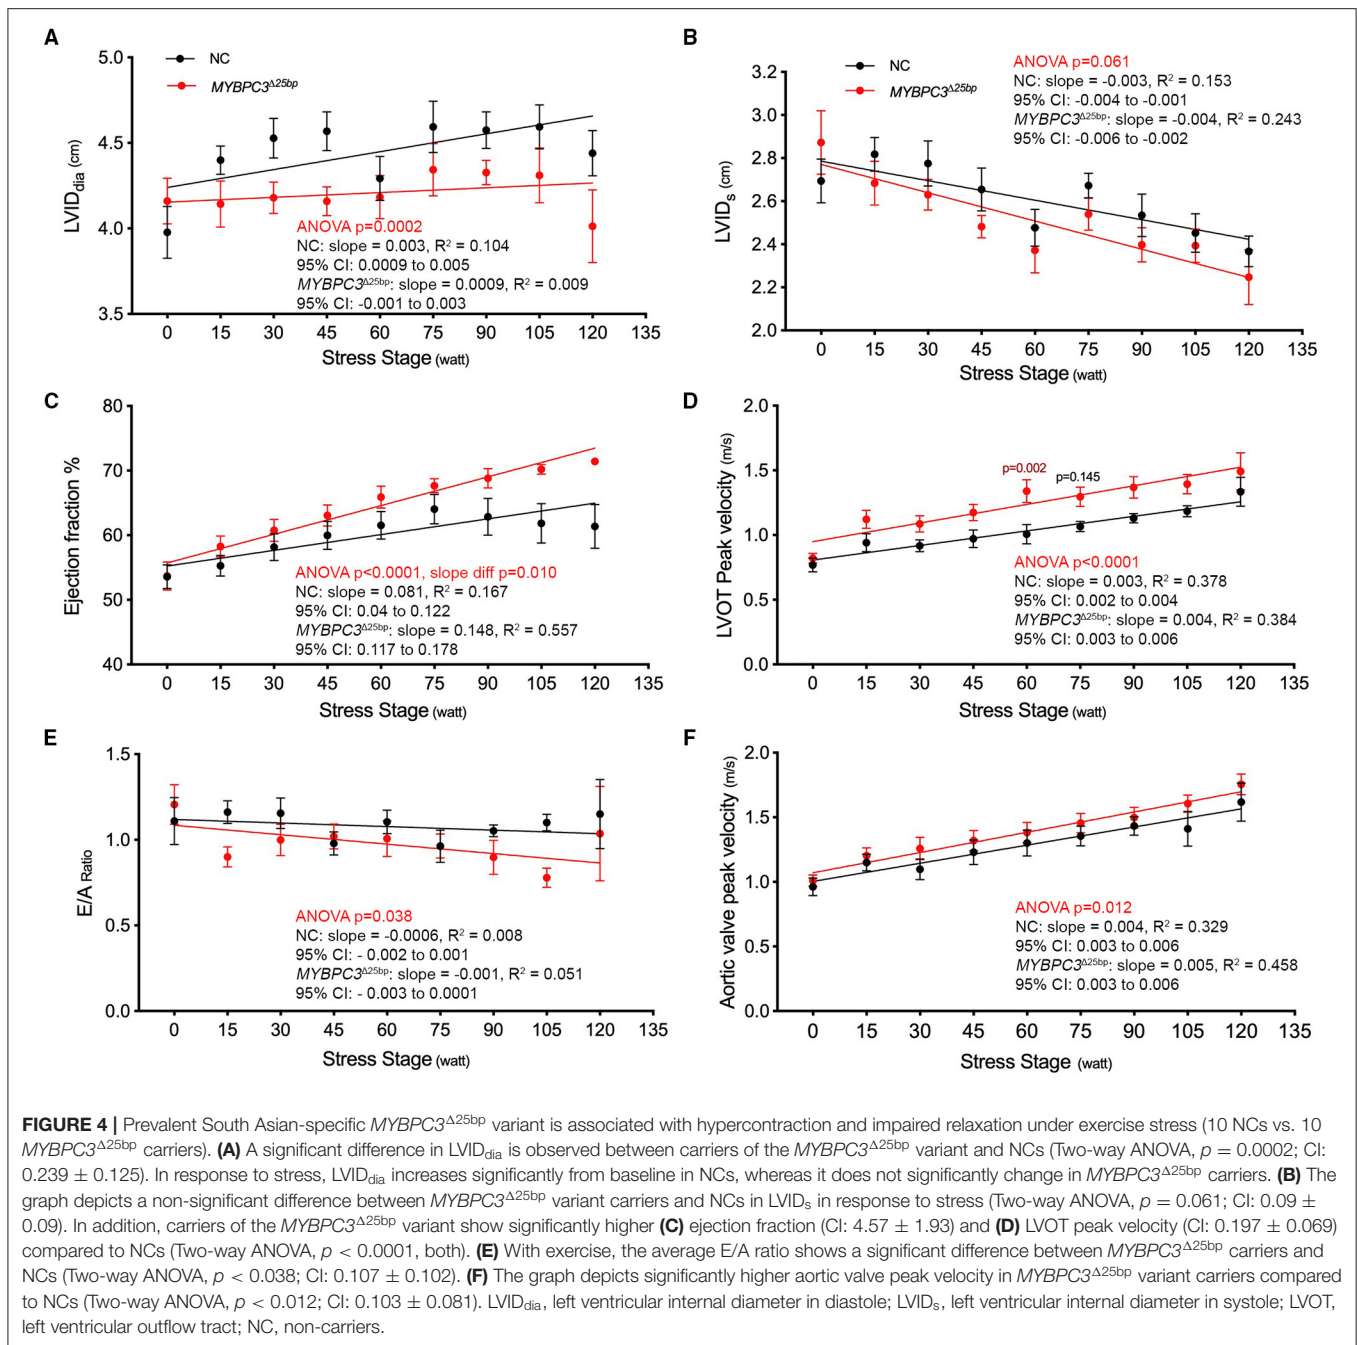 A
NC
MYBPC3Δ25bp
5.0
4.5
4.0
3.5
LVIDdia (cm)
ANOVA p=0.0002
NC: slope = 0.003, R2 = 0.104
95% CI: 0.0009 to 0.005
MYBPC3Δ25bp: slope = 0.0009, R2 = 0.009
95% CI: -0.001 to 0.003
0 15 30 45 60 75 90 105 120 135
Stress Stage (watt)
B
NC
MYBPC3Δ25bp
ANOVA p=0.061
NC: slope = -0.003, R2 = 0.153
95% CI: -0.004 to -0.001
MYBPC3Δ25bp: slope = -0.004, R2 = 0.243
95% CI: -0.006 to -0.002
3.2
3.0
2.8
2.6
2.4
2.2
2.0
LVIDs (cm)
0 15 30 45 60 75 90 105 120 135
Stress Stage (watt)
C
80
70
60
50
40
Ejection fraction %
ANOVA p<0.0001, slope diff p=0.010
NC: slope = 0.081, R2 = 0.167
95% CI: 0.04 to 0.122
MYBPC3Δ25bp: slope = 0.148, R2 = 0.557
95% CI: 0.117 to 0.178
0 15 30 45 60 75 90 105 120 135
Stress Stage (watt)
D
2.0
1.5
1.0
0.5
0.0
LVOT Peak velocity (m/s)
p=0.002
p=0.145
ANOVA p<0.0001
NC: slope = 0.003, R2 = 0.378
95% CI: 0.002 to 0.004
MYBPC3Δ25bp: slope = 0.004, R2 = 0.384
95% CI: 0.003 to 0.006
0 15 30 45 60 75 90 105 120 135
Stress Stage (watt)
E
1.5
1.0
0.5
0.0
E/A Ratio
ANOVA p=0.038
NC: slope = -0.0006, R2 = 0.008
95% CI: - 0.002 to 0.001
MYBPC3Δ25bp: slope = -0.001, R2 = 0.051
95% CI: - 0.003 to 0.0001
0 15 30 45 60 75 90 105 120 135
Stress Stage (watt)
F
2.0
1.5
1.0
0.5
0.0
Aortic valve peak velocity (m/s)
ANOVA p=0.012
NC: slope = 0.004, R2 = 0.329
95% CI: 0.003 to 0.006
MYBPC3Δ25bp: slope = 0.005, R2 = 0.458
95% CI: 0.003 to 0.006
0 15 30 45 60 75 90 105 120 135
Stress Stage (watt)
FIGURE 4 | Prevalent South Asian-specific MYBPC3Δ25bp variant is associated with hypercontraction and impaired relaxation under exercise stress (10 NCs vs. 10
MYBPC3Δ25bp carriers). (A) A significant difference in LVIDdia is observed between carriers of the MYBPC3Δ25bp variant and NCs (Two-way ANOVA, p = 0.0002; CI:
0.239 ± 0.125). In response to stress, LVIDdia increases significantly from baseline in NCs, whereas it does not significantly change in MYBPC3Δ25bp carriers. (B) The
graph depicts a non-significant difference between MYBPC3Δ25bp variant carriers and NCs in LVIDs in response to stress (Two-way ANOVA, p = 0.061; CI: 0.09 ±
0.09). In addition, carriers of the MYBPC3Δ25bp variant show significantly higher (C) ejection fraction (CI: 4.57 ± 1.93) and (D) LVOT peak velocity (CI: 0.197 ± 0.069)
compared to NCs (Two-way ANOVA, p < 0.0001, both). (E) With exercise, the average E/A ratio shows a significant difference between MYBPC3Δ25bp carriers and
NCs (Two-way ANOVA, p < 0.038; CI: 0.107 ± 0.102). (F) The graph depicts significantly higher aortic valve peak velocity in MYBPC3Δ25bp variant carriers compared
to NCs (Two-way ANOVA, p < 0.012; CI: 0.103 ± 0.081). LVIDdia, left ventricular internal diameter in diastole; LVIDs, left ventricular internal diameter in systole; LVOT,
left ventricular outflow tract; NC, non-carriers.